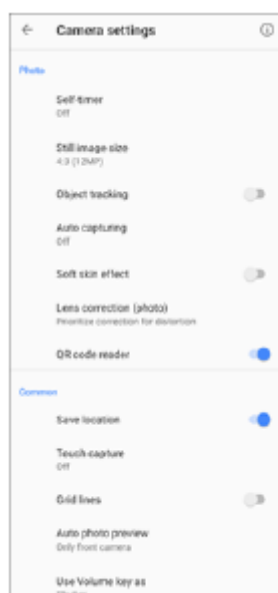 Camera settings
Photo
Self-timer
Off
Still image size
4:3 (12MP)
Object tracking
Auto capturing
Off
Soft skin effect
Lens correction (photo)
Prioritize correction for distortion
QR code reader
Common
Save location
Touch capture
Off
Grid lines
Auto photo preview
Only front camera
Use Volume key as